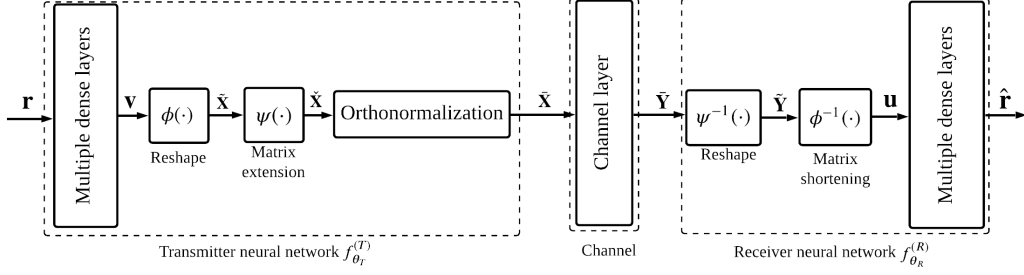 r
Multiple dense layers
v
ϕ(·)
Reshape
X̃
ψ(·)
Matrix
extension
X̌
Orthonormalization
X̄
Transmitter neural network f_{θ_T}^{(T)}
Channel layer
Channel
Ȳ
ψ⁻¹(·)
Reshape
Ỹ
ϕ⁻¹(·)
Matrix
shortening
u
Multiple dense layers
r̂
Receiver neural network f_{θ_R}^{(R)}